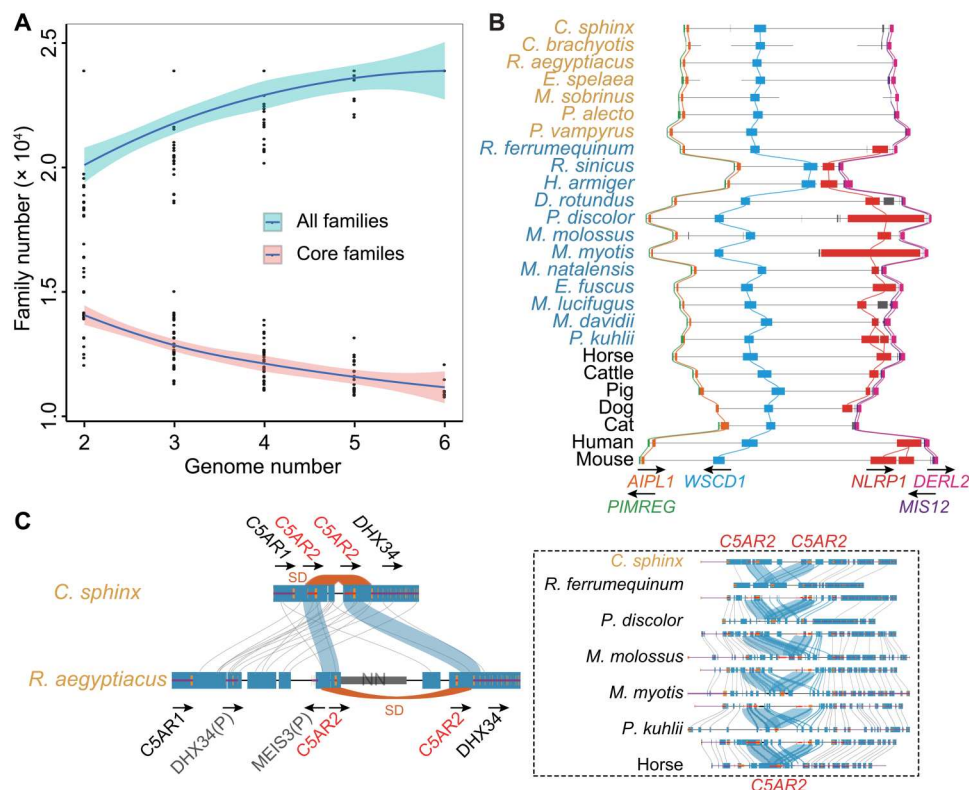 A
2.5
2.0
1.5
1.0
Family number (× 10⁴)
All families
Core familes
2
3
4
5
6
Genome number
B
C. sphinx
C. brachyotis
R. aegyptiacus
E. spelaea
M. sobrinus
P. alecto
P. vampyrus
R. ferrumequinum
R. sinicus
H. armiger
D. rotundus
P. discolor
M. molossus
M. myotis
M. natalensis
E. fuscus
M. lucifugus
M. davidii
P. kuhlii
Horse
Cattle
Pig
Dog
Cat
Human
Mouse
AIPL1
WSCD1
NLRP1
DERL2
PIMREG
MIS12
C
C5AR1
C5AR2
C5AR2
DHX34
SD
C. sphinx
R. aegyptiacus
NN
SD
C5AR1
DHX34(P)
MEIS3(P)
C5AR2
C5AR2
DHX34
C5AR2
C5AR2
C. sphinx
R. ferrumequinum
P. discolor
M. molossus
M. myotis
P. kuhlii
Horse
C5AR2